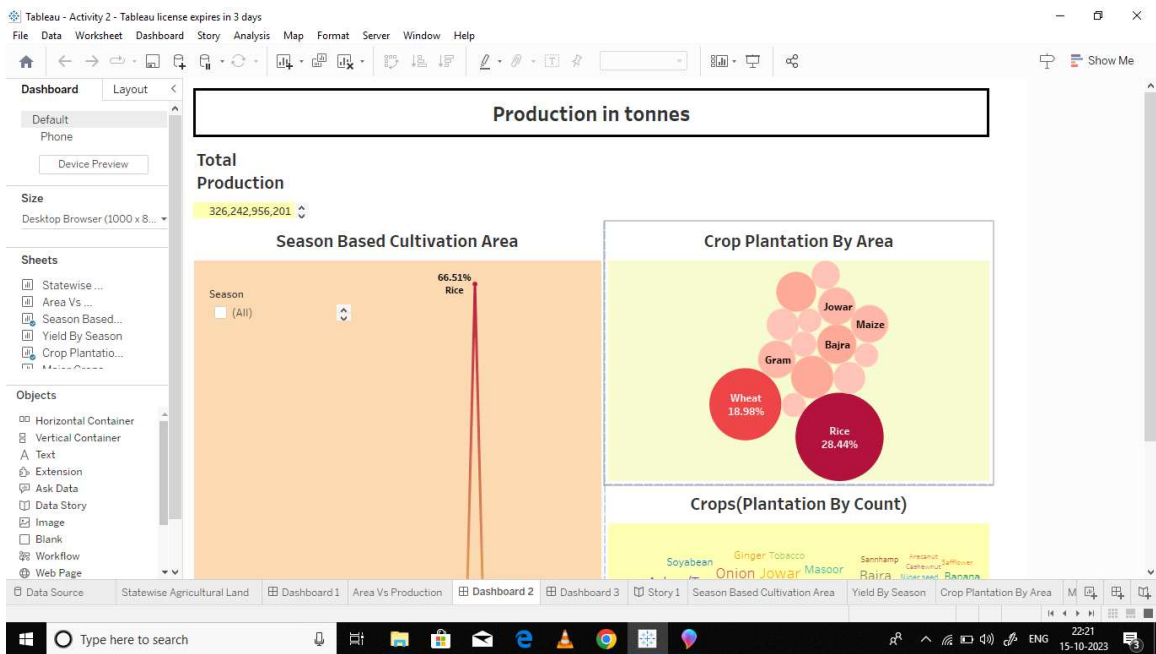 Tableau - Activity 2 - Tableau license expires in 3 days
File Data Worksheet Dashboard Story Analysis Map Format Server Window Help
Show Me
Dashboard Layout
Default
Phone
Device Preview
Size
Desktop Browser (1000 x 8...
Sheets
Statewise ...
Area Vs ...
Season Based...
Yield By Season
Crop Plantatio...
Objects
Horizontal Container
Vertical Container
Text
Extension
Ask Data
Data Story
Image
Blank
Workflow
Web Page
Production in tonnes
Total
Production
326,242,956,201
Season Based Cultivation Area
Season
(All)
66.51%
Rice
Crop Plantation By Area
Jowar
Maize
Bajra
Gram
Wheat
18.98%
Rice
28.44%
Crops(Plantation By Count)
Ginger Tobacco
Soyabean
Sannhamp Arecanut
Cashewnut Safflower
Onion Jowar Masoor
Bajra Niger seed Banana
Data Source Statewise Agricultural Land Dashboard 1 Area Vs Production Dashboard 2 Dashboard 3 Story 1 Season Based Cultivation Area Yield By Season Crop Plantation By Area M
Type here to search
ENG
22:21
15-10-2023
3